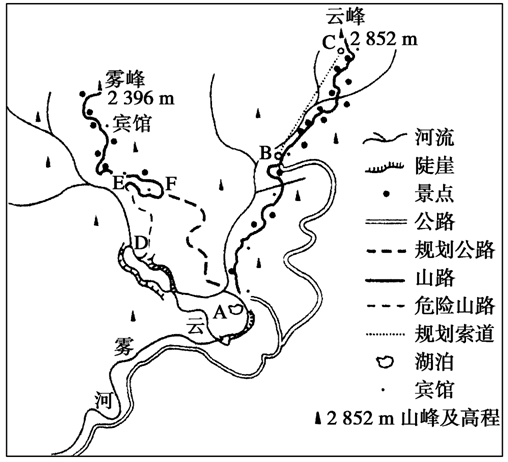 云峰
C 2 852 m
雾峰
2 396 m
宾馆
B
E F
D
A
云
雾
河
河流
陡崖
景点
公路
规划公路
山路
危险山路
规划索道
湖泊
宾馆
2 852 m 山峰及高程